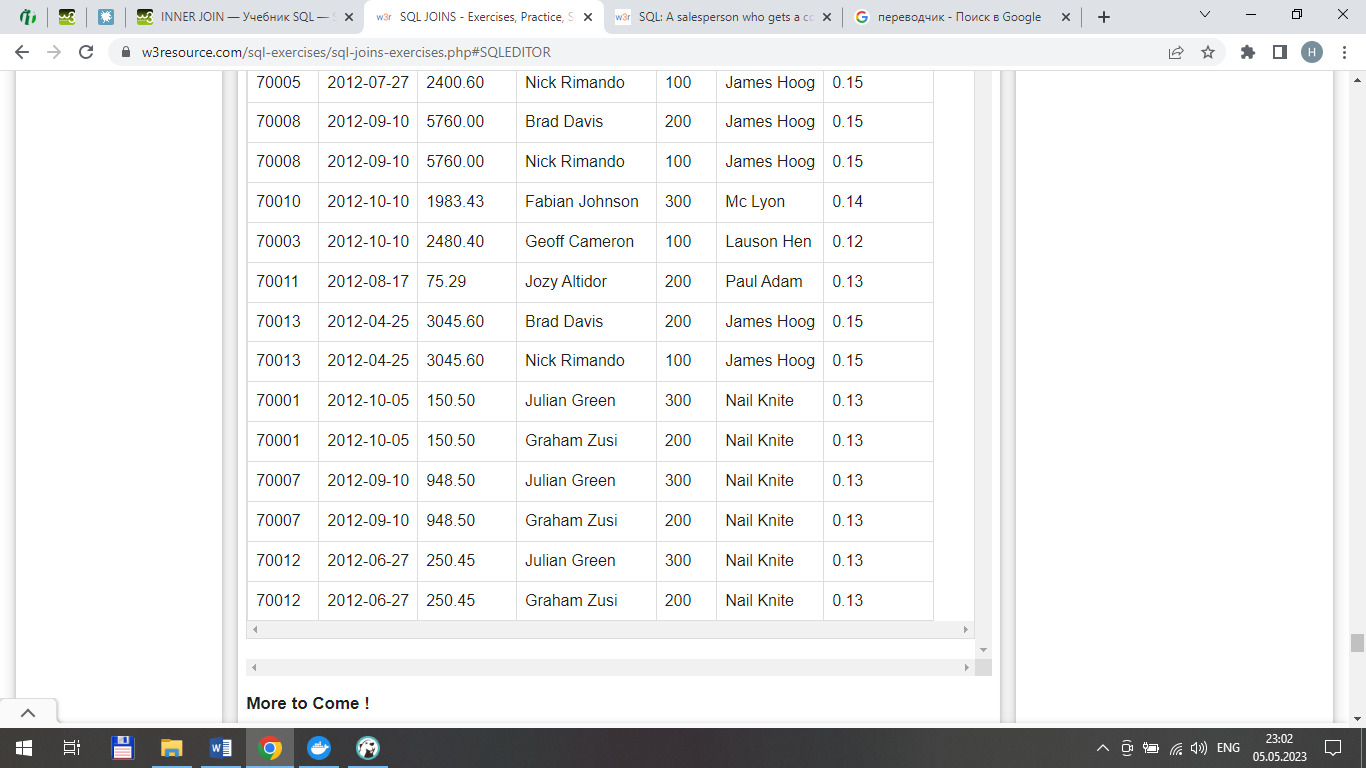 INNER JOIN — Учебник SQL —
SQL JOINS - Exercises, Practice, S
SQL: A salesperson who gets a co
переводчик - Поиск в Google
w3resource.com/sql-exercises/sql-joins-exercises.php#SQLEDITOR
H
70005 2012-07-27 2400.60 Nick Rimando 100 James Hoog 0.15
70008 2012-09-10 5760.00 Brad Davis 200 James Hoog 0.15
70008 2012-09-10 5760.00 Nick Rimando 100 James Hoog 0.15
70010 2012-10-10 1983.43 Fabian Johnson 300 Mc Lyon 0.14
70003 2012-10-10 2480.40 Geoff Cameron 100 Lauson Hen 0.12
70011 2012-08-17 75.29 Jozy Altidor 200 Paul Adam 0.13
70013 2012-04-25 3045.60 Brad Davis 200 James Hoog 0.15
70013 2012-04-25 3045.60 Nick Rimando 100 James Hoog 0.15
70001 2012-10-05 150.50 Julian Green 300 Nail Knite 0.13
70001 2012-10-05 150.50 Graham Zusi 200 Nail Knite 0.13
70007 2012-09-10 948.50 Julian Green 300 Nail Knite 0.13
70007 2012-09-10 948.50 Graham Zusi 200 Nail Knite 0.13
70012 2012-06-27 250.45 Julian Green 300 Nail Knite 0.13
70012 2012-06-27 250.45 Graham Zusi 200 Nail Knite 0.13
More to Come !
ENG
23:02
05.05.2023